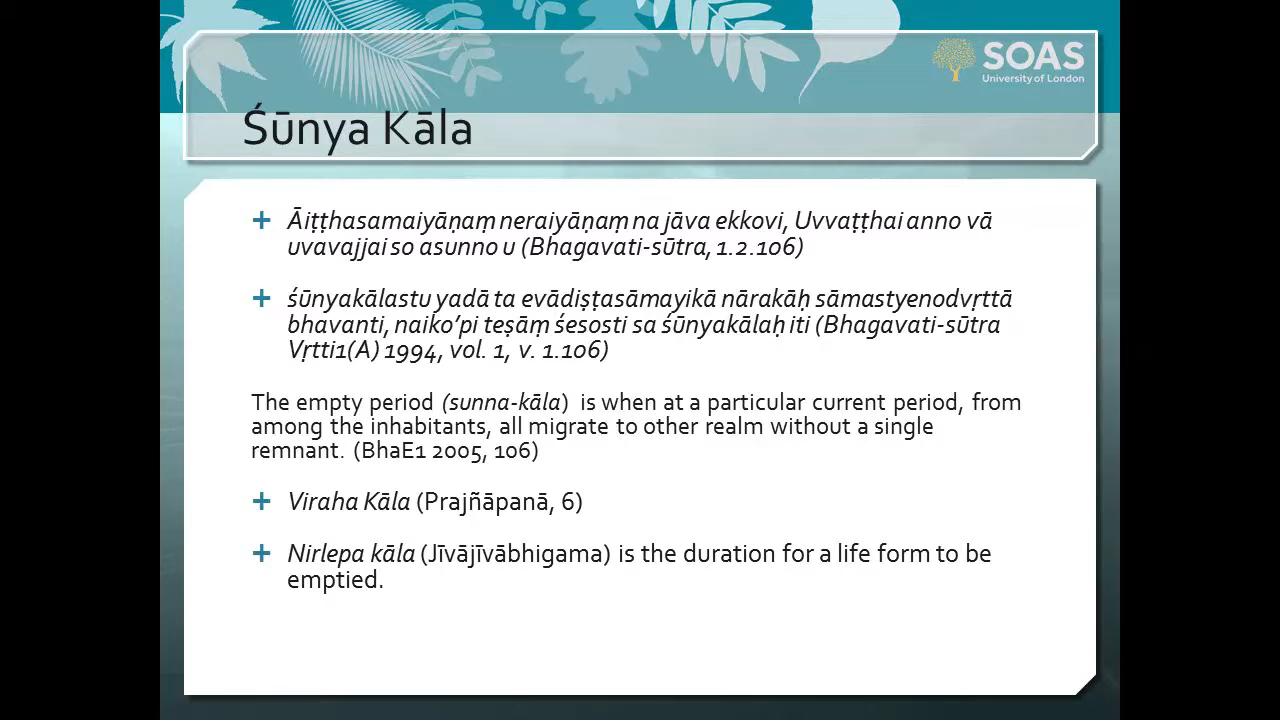 SOAS
University of London
Śūnya Kāla
Āiṭṭhasamaiyāṇaṃ neraiyāṇaṃ na jāva ekkovi, Uvvaṭṭhai anno vā
uvavajjai so asunno u (Bhagavati-sūtra, 1.2.106)
śūnyakālastu yadā ta evādiṣṭasāmayikā nārakāḥ sāmastyenodvṛttā
bhavanti, naiko’pi teṣāṃ śesosti sa śūnyakālaḥ iti (Bhagavati-sūtra
Vṛtti1(A) 1994, vol. 1, v. 1.106)
The empty period (sunna-kāla) is when at a particular current period, from
among the inhabitants, all migrate to other realm without a single
remnant. (BhaE1 2005, 106)
Viraha Kāla (Prajñāpanā, 6)
Nirlepa kāla (Jīvājīvābhigama) is the duration for a life form to be
emptied.